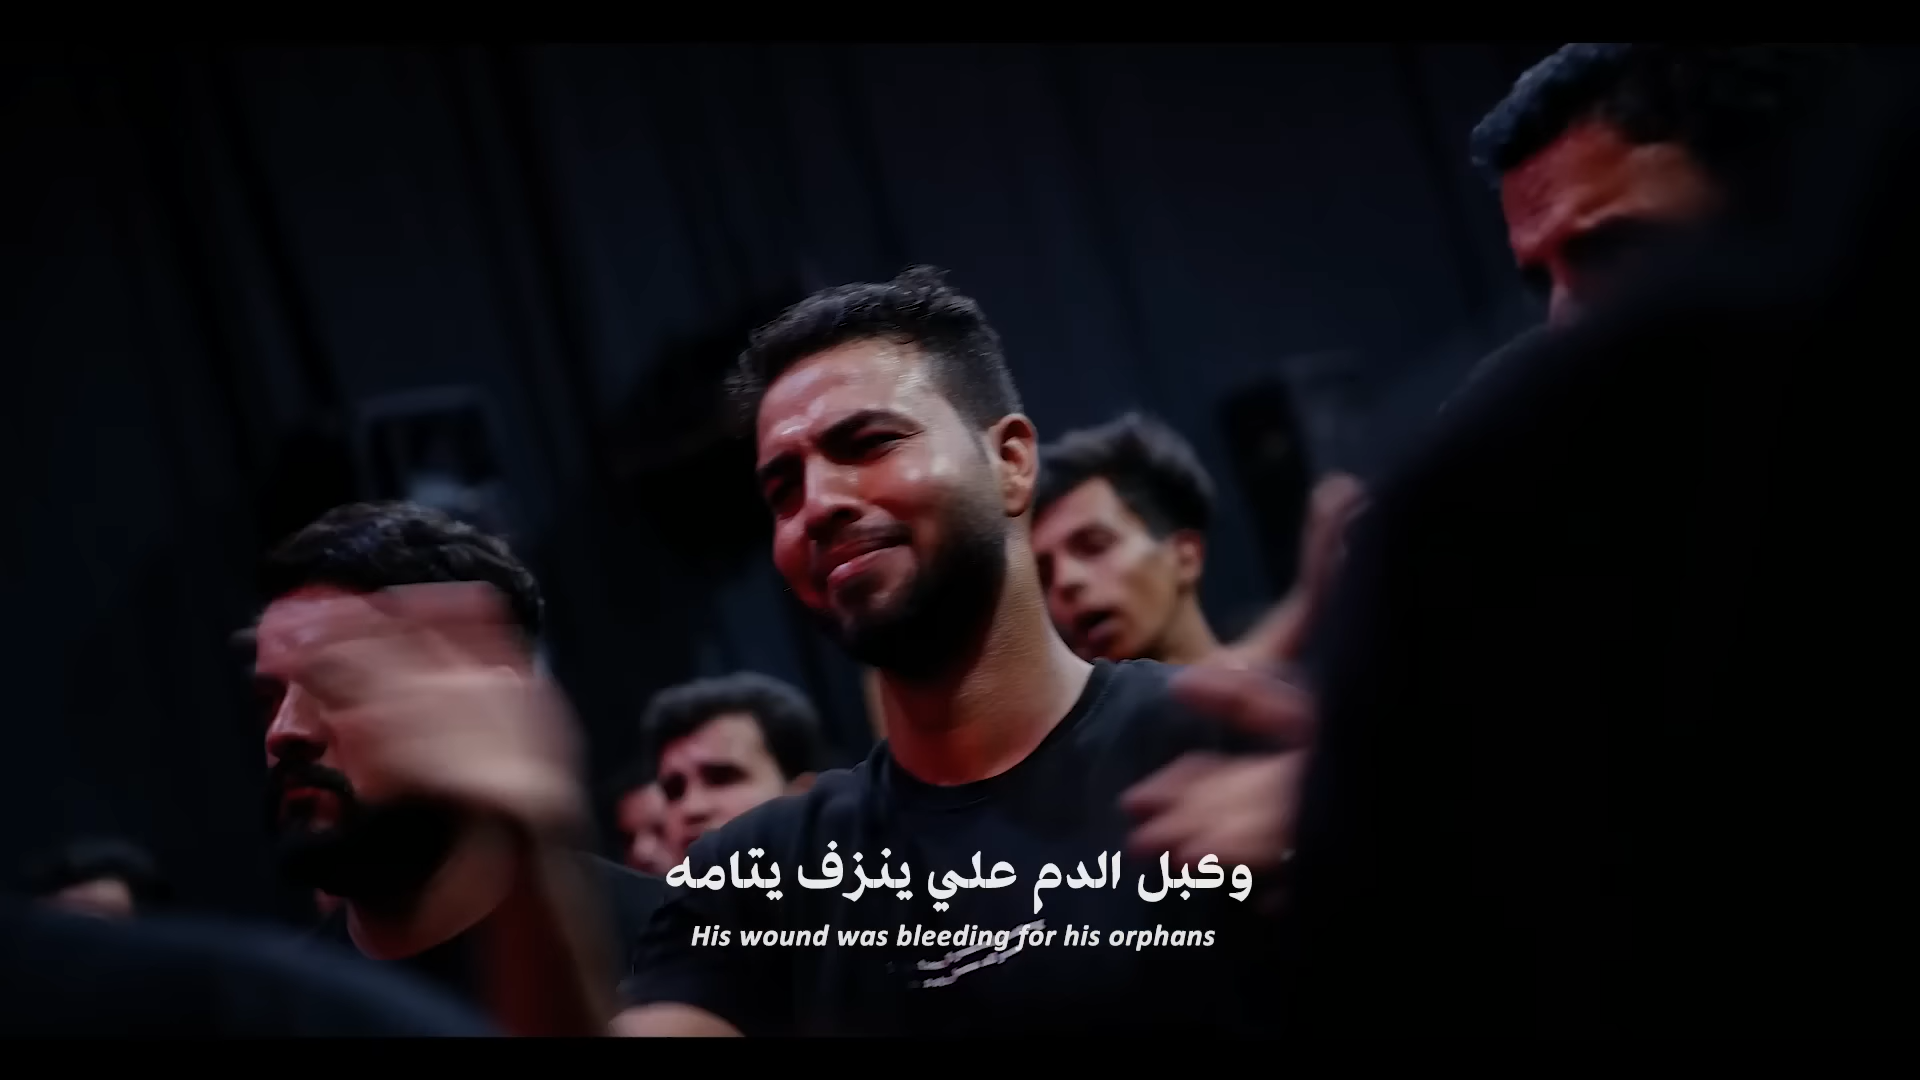 وكبل الدم علي ينزف يتامه
His wound was bleeding for his orphans